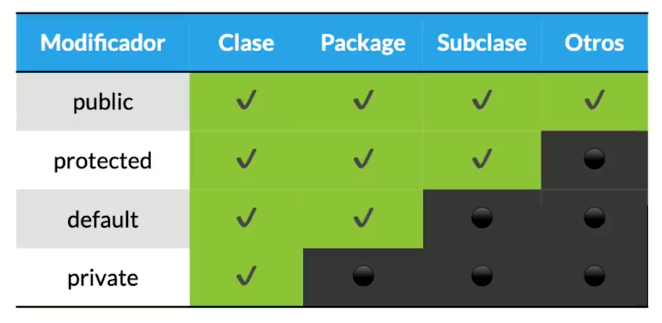 Modificador Clase Package Subclase Otros
public ✓ ✓ ✓ ✓
protected ✓ ✓ ✓ ●
default ✓ ✓ ● ●
private ✓ ● ● ●